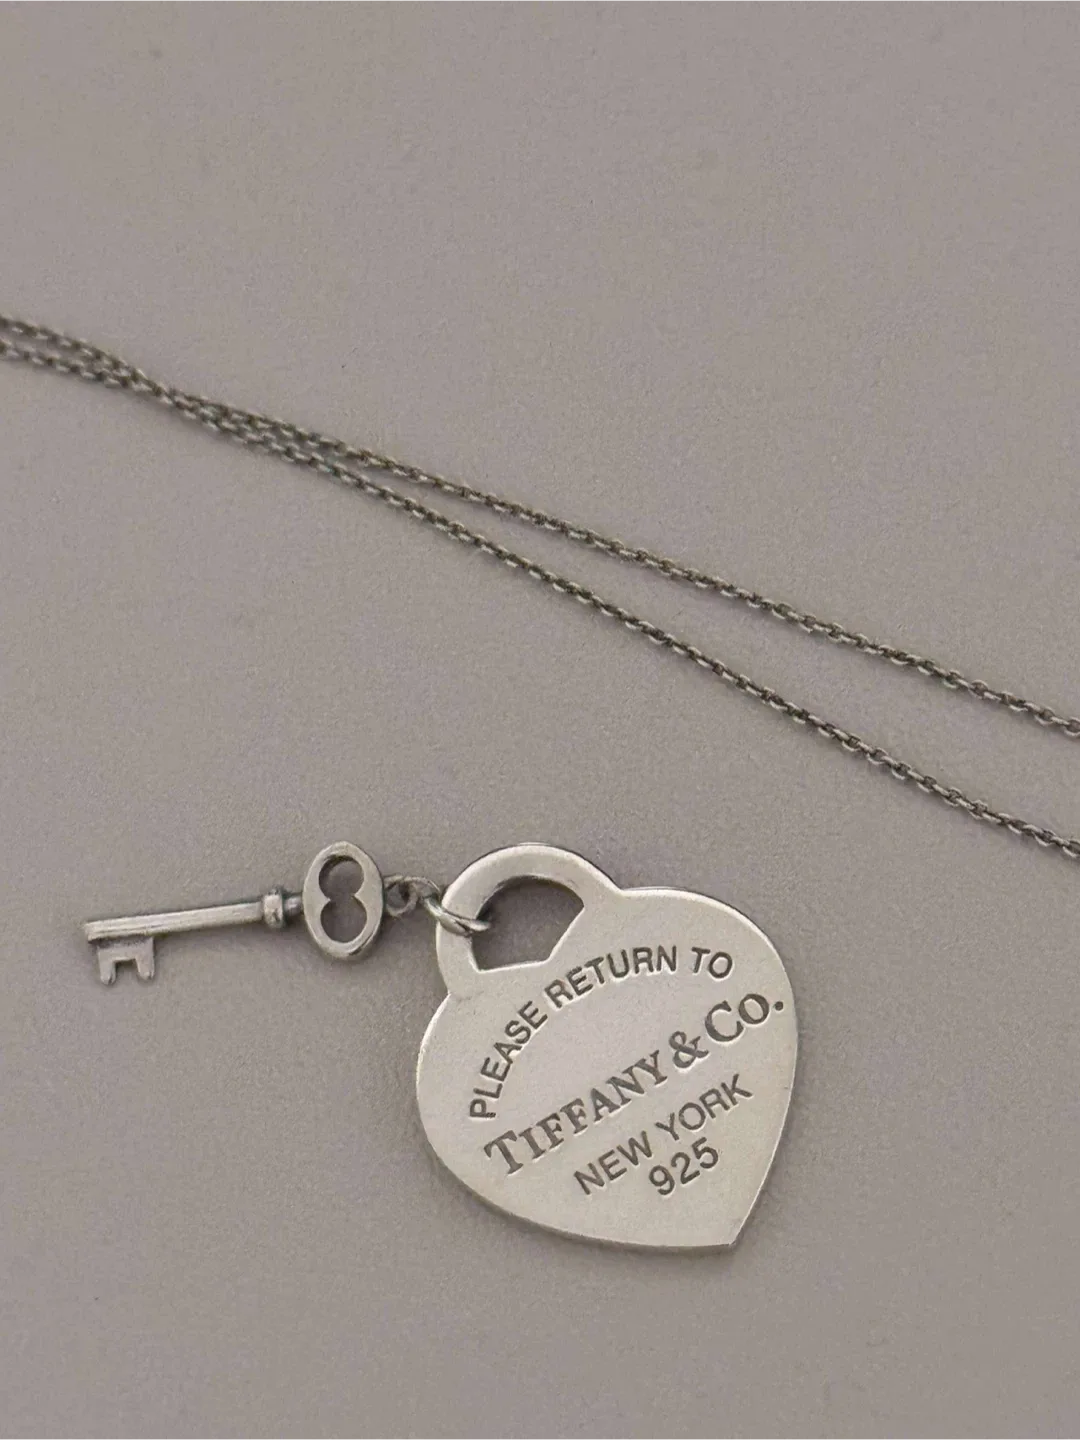 PLEASE RETURN TO
TIFFANY & CO.
NEW YORK
925